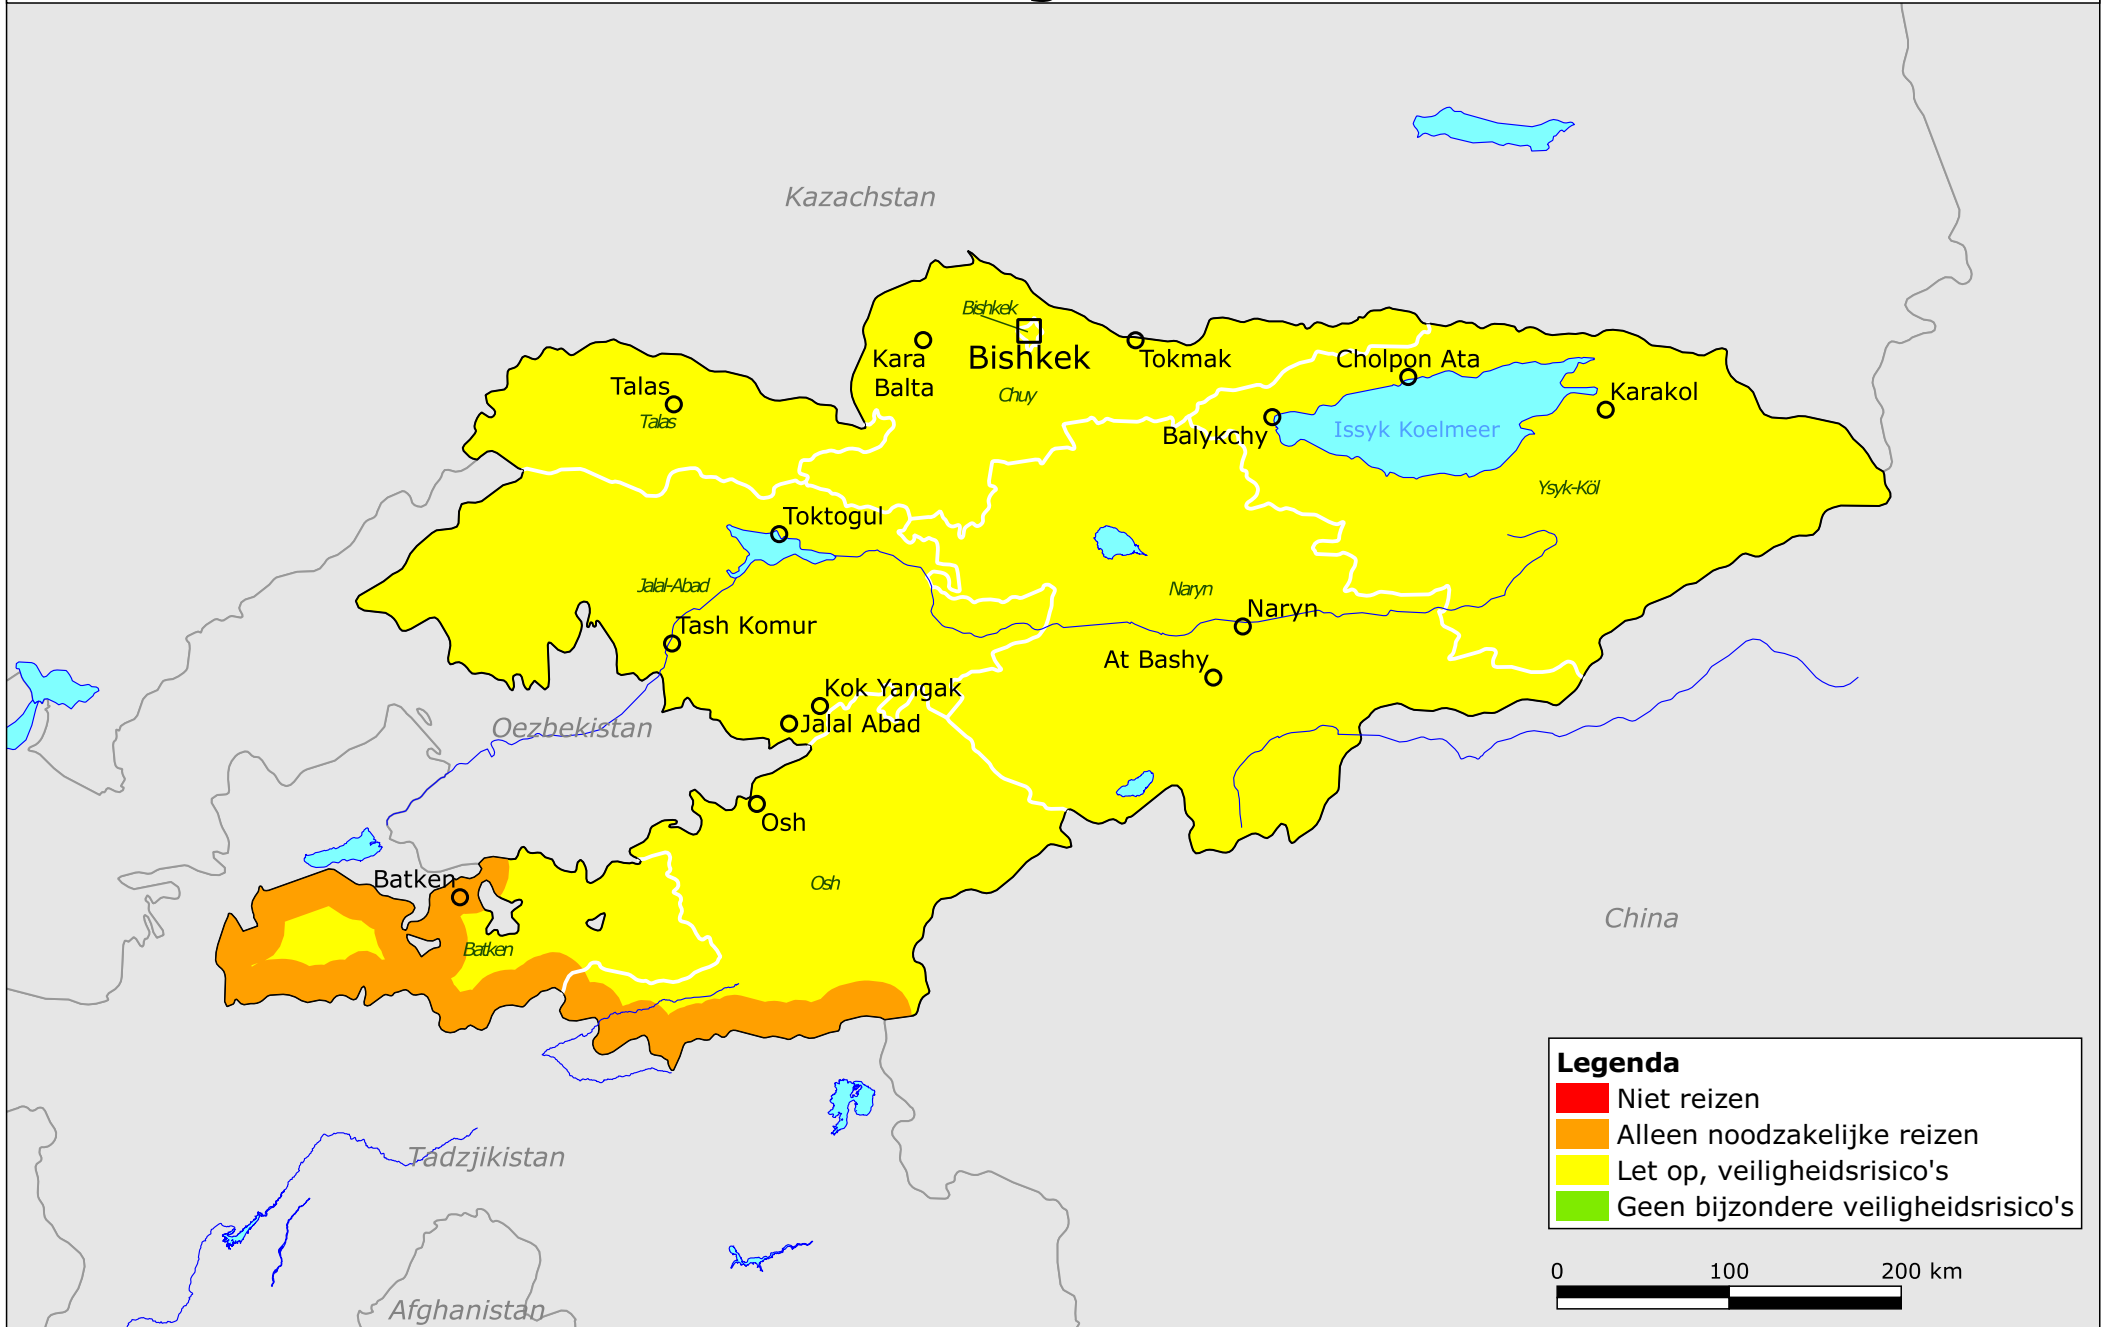 Kazachstan
Bishkek
Bishkek
Kara
Balta
Tokmak
Chuy
Cholpon Ata
Talas
Talas
Karakol
Balykchy
Issyk Koelmeer
Ysyk-Köl
Toktogul
Jalal-Abad
Naryn
Naryn
Tash Komur
At Bashy
Kok Yangak
Jalal Abad
Oezbekistan
Osh
Batken
Osh
China
Batken
Tadzjikistan
Afghanistan
Legenda
Niet reizen
Alleen noodzakelijke reizen
Let op, veiligheidsrisico's
Geen bijzondere veiligheidsrisico's
0 100 200 km